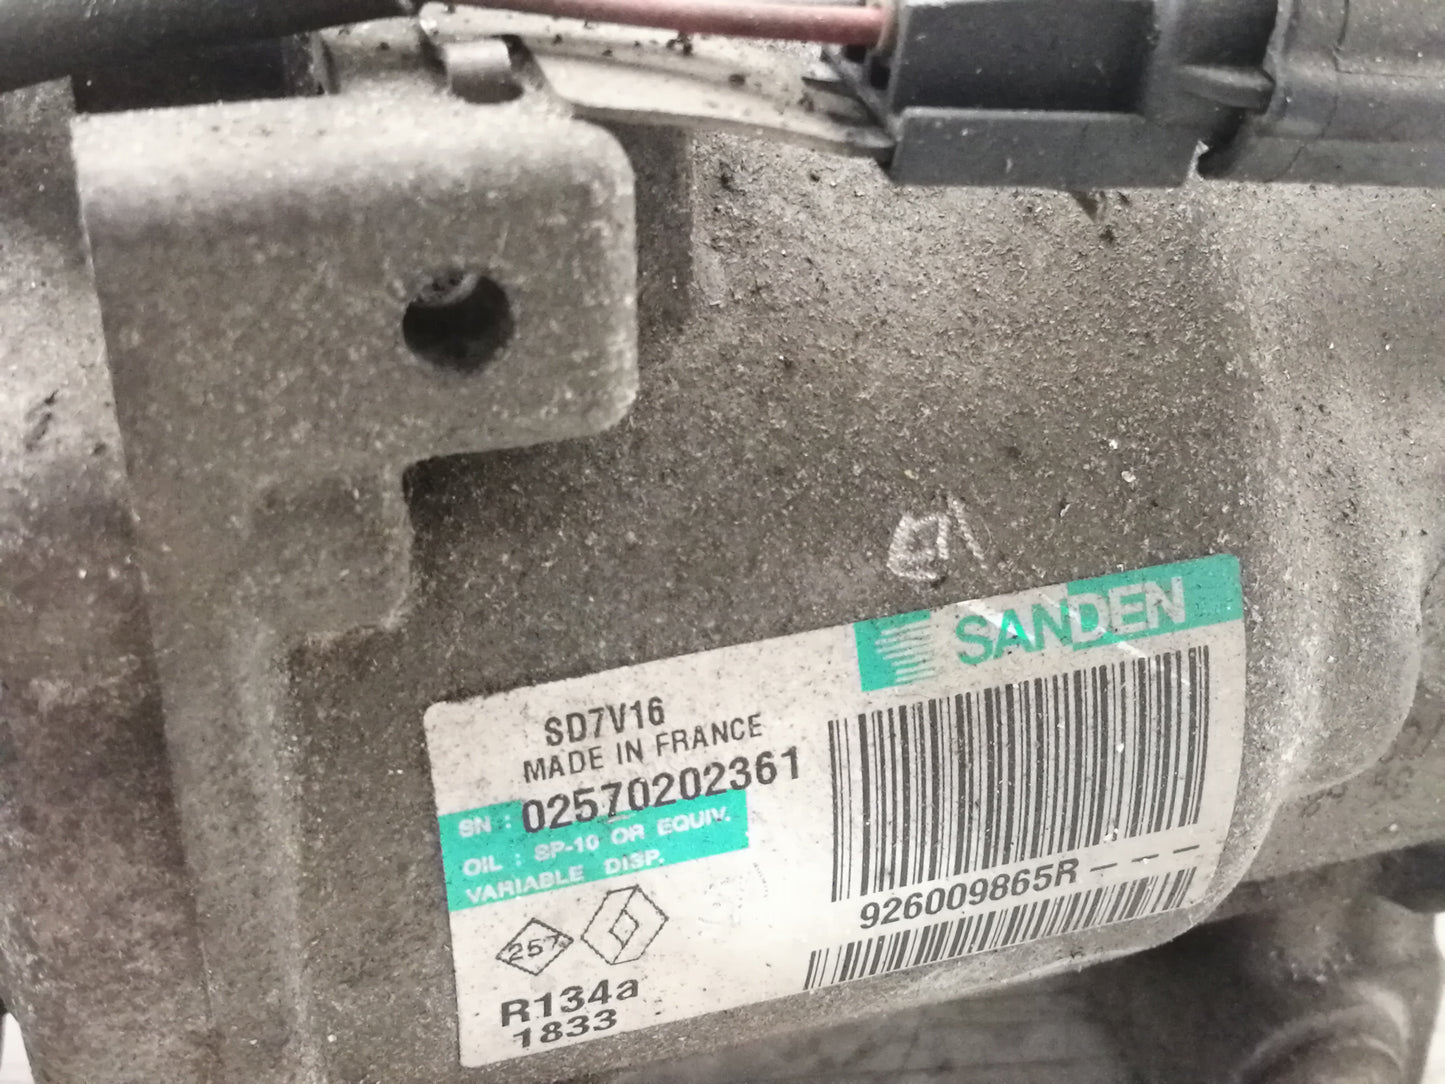 SANDEN
SD7V16
MADE IN FRANCE
SN : 02570202361
OIL : SP-10 OR EQUIV.
VARIABLE DISP.
926009865R - - -
257
R134a
1833